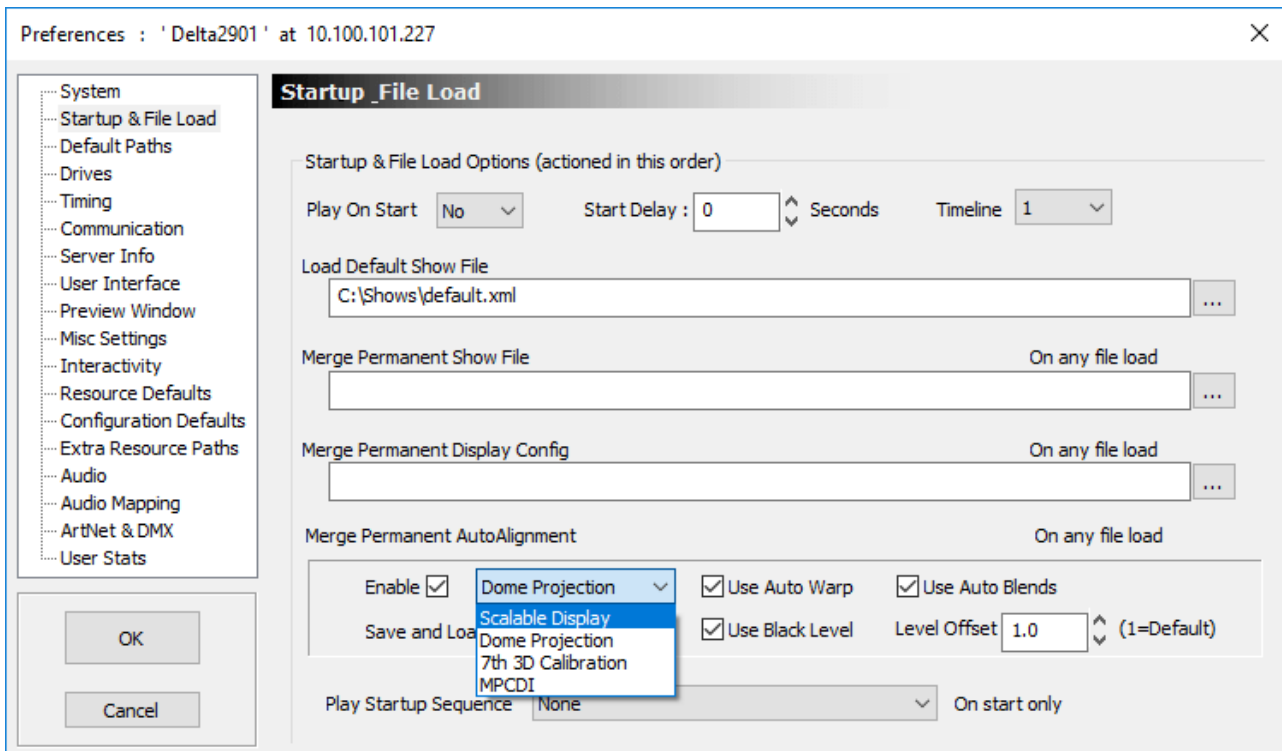 Preferences : 'Delta2901' at 10.100.101.227
System
Startup & File Load
Default Paths
Drives
Timing
Communication
Server Info
User Interface
Preview Window
Misc Settings
Interactivity
Resource Defaults
Configuration Defaults
Extra Resource Paths
Audio
Audio Mapping
ArtNet & DMX
User Stats
OK
Cancel
Startup _File Load
Startup & File Load Options (actioned in this order)
Play On Start No Start Delay : 0 Seconds Timeline 1
Load Default Show File
C:\Shows\default.xml ...
Merge Permanent Show File On any file load
...
Merge Permanent Display Config On any file load
...
Merge Permanent AutoAlignment On any file load
Enable Dome Projection Use Auto Warp Use Auto Blends
Save and Loa Use Black Level Level Offset 1.0 (1=Default)
Scalable Display
Dome Projection
7th 3D Calibration
MPCDI
Play Startup Sequence None On start only